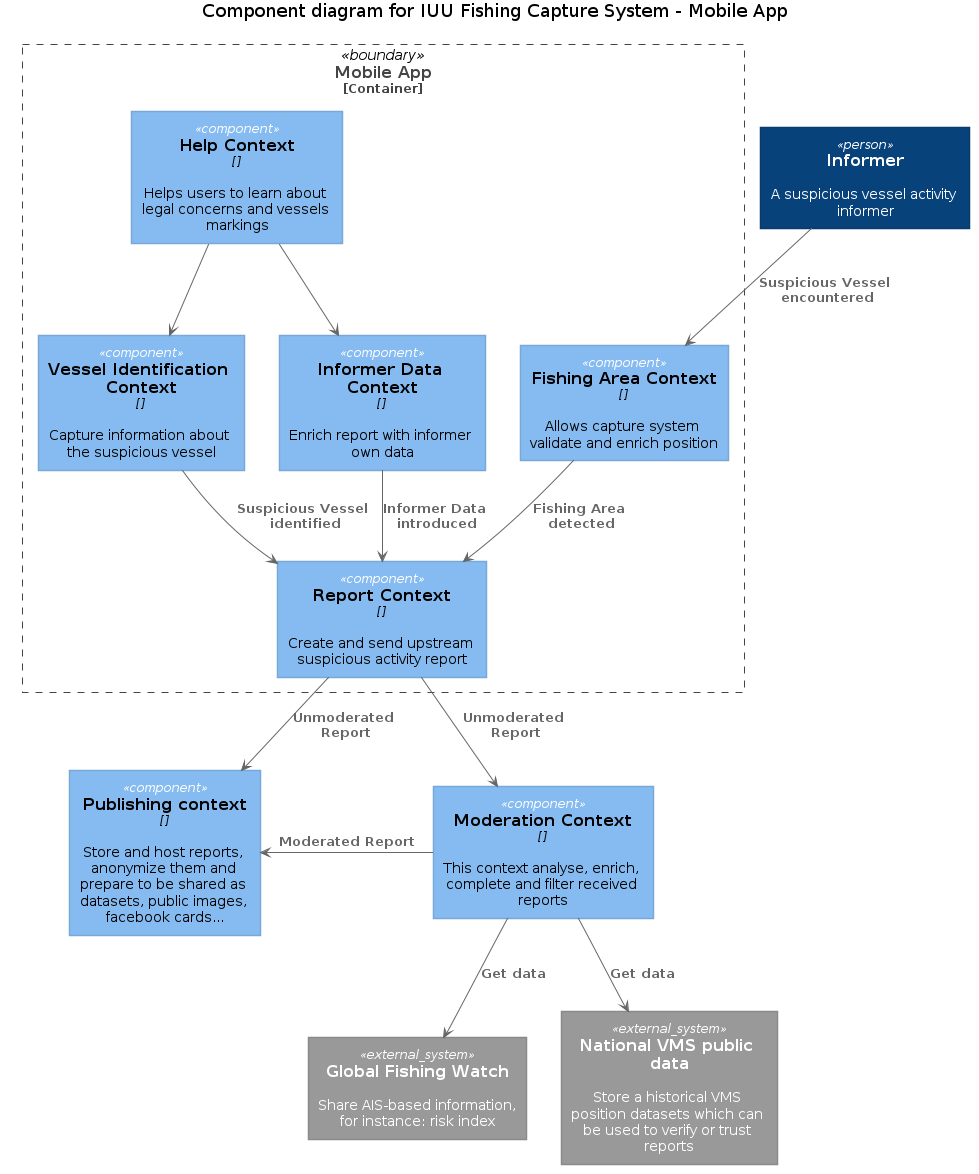 Component diagram for IUU Fishing Capture System - Mobile App
«boundary»
Mobile App
[Container]
«component»
Help Context
[]
Helps users to learn about
legal concerns and vessels
markings
«person»
Informer
A suspicious vessel activity
informer
Suspicious Vessel
encountered
«component»
Vessel Identification
Context
[]
Capture information about
the suspicious vessel
«component»
Informer Data
Context
[]
Enrich report with informer
own data
«component»
Fishing Area Context
[]
Allows capture system
validate and enrich position
Suspicious Vessel
identified
Informer Data
introduced
Fishing Area
detected
«component»
Report Context
[]
Create and send upstream
suspicious activity report
Unmoderated
Report
Unmoderated
Report
«component»
Publishing context
[]
Store and host reports,
anonymize them and
prepare to be shared as
datasets, public images,
facebook cards...
Moderated Report
«component»
Moderation Context
[]
This context analyse, enrich,
complete and filter received
reports
Get data
Get data
«external_system»
Global Fishing Watch
Share AIS-based information,
for instance: risk index
«external_system»
National VMS public
data
Store a historical VMS
position datasets which can
be used to verify or trust
reports